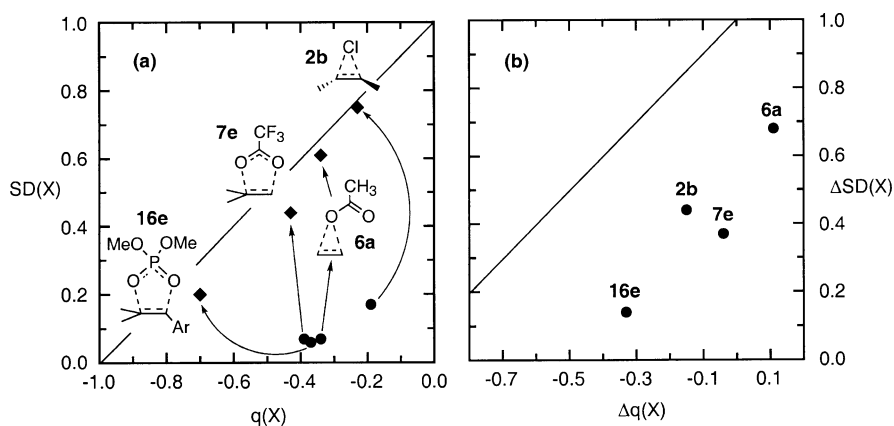 (a)
1.0
0.8
0.6
0.4
0.2
0.0
SD(X)
-1.0
-0.8
-0.6
-0.4
-0.2
0.0
q(X)
2b
Cl
7e
CF3
O
O
CH3
O
O
6a
16e
MeO
OMe
P
O
O
Ar
(b)
6a
2b
7e
16e
1.0
0.8
0.6
0.4
0.2
0.0
ΔSD(X)
-0.7
-0.5
-0.3
-0.1
0.1
Δq(X)